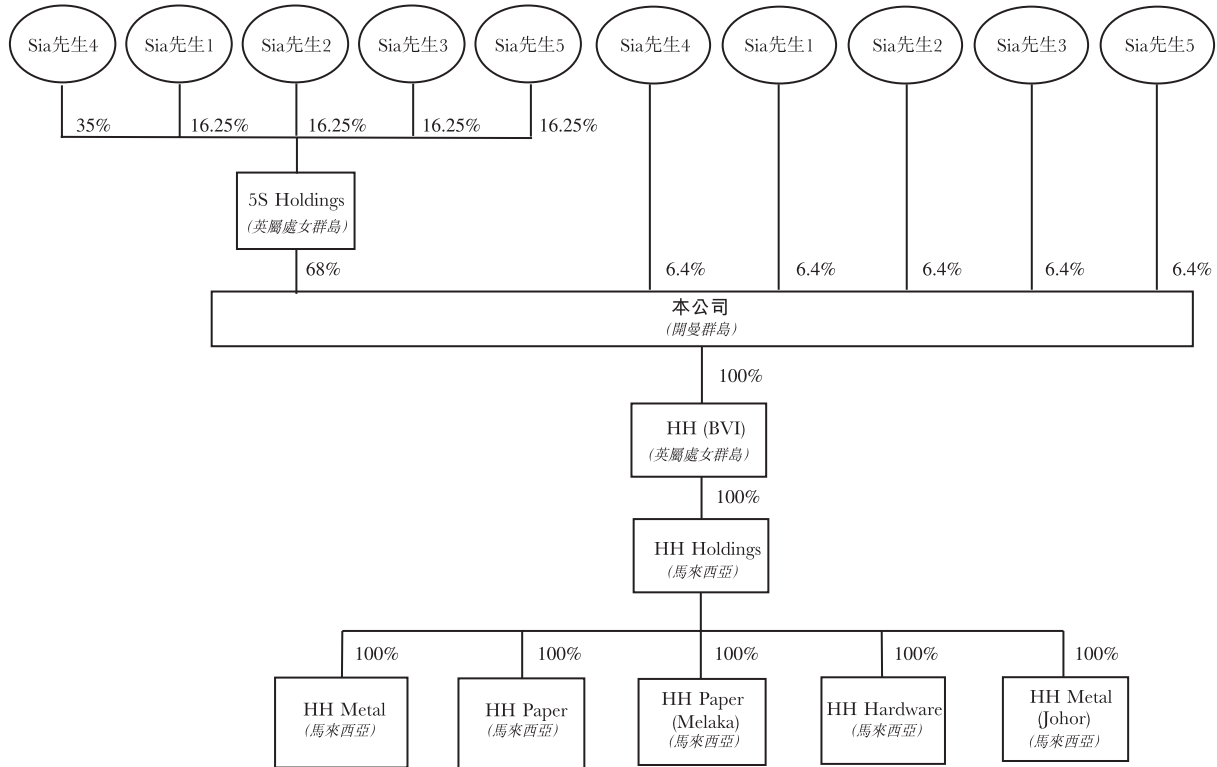 Sia先生4
Sia先生1
Sia先生2
Sia先生3
Sia先生5
Sia先生4
Sia先生1
Sia先生2
Sia先生3
Sia先生5
35%
16.25%
16.25%
16.25%
16.25%
5S Holdings
(英屬處女群島)
68%
6.4%
6.4%
6.4%
6.4%
6.4%
本公司
(開曼群島)
100%
HH (BVI)
(英屬處女群島)
100%
HH Holdings
(馬來西亞)
100%
100%
100%
100%
100%
HH Metal
(馬來西亞)
HH Paper
(馬來西亞)
HH Paper
(Melaka)
(馬來西亞)
HH Hardware
(馬來西亞)
HH Metal
(Johor)
(馬來西亞)